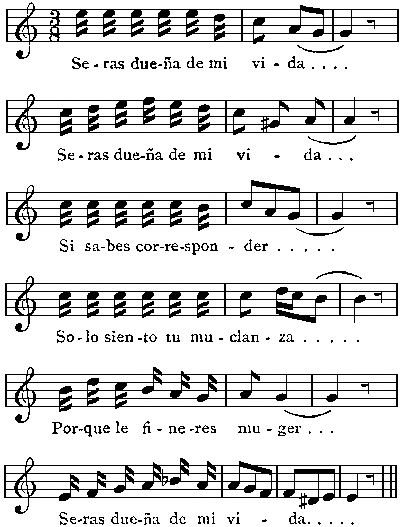 3
8
Se-ras due-ña de mi vi-da....
Se-ras due-ña de mi vi - da...
Si sa-bes cor-re-spon - der .....
So-lo sien-to tu mu-clan-za .....
Por-que le fi-ne-res mu-ger...
Se-ras due-ña de mi vi - da.....